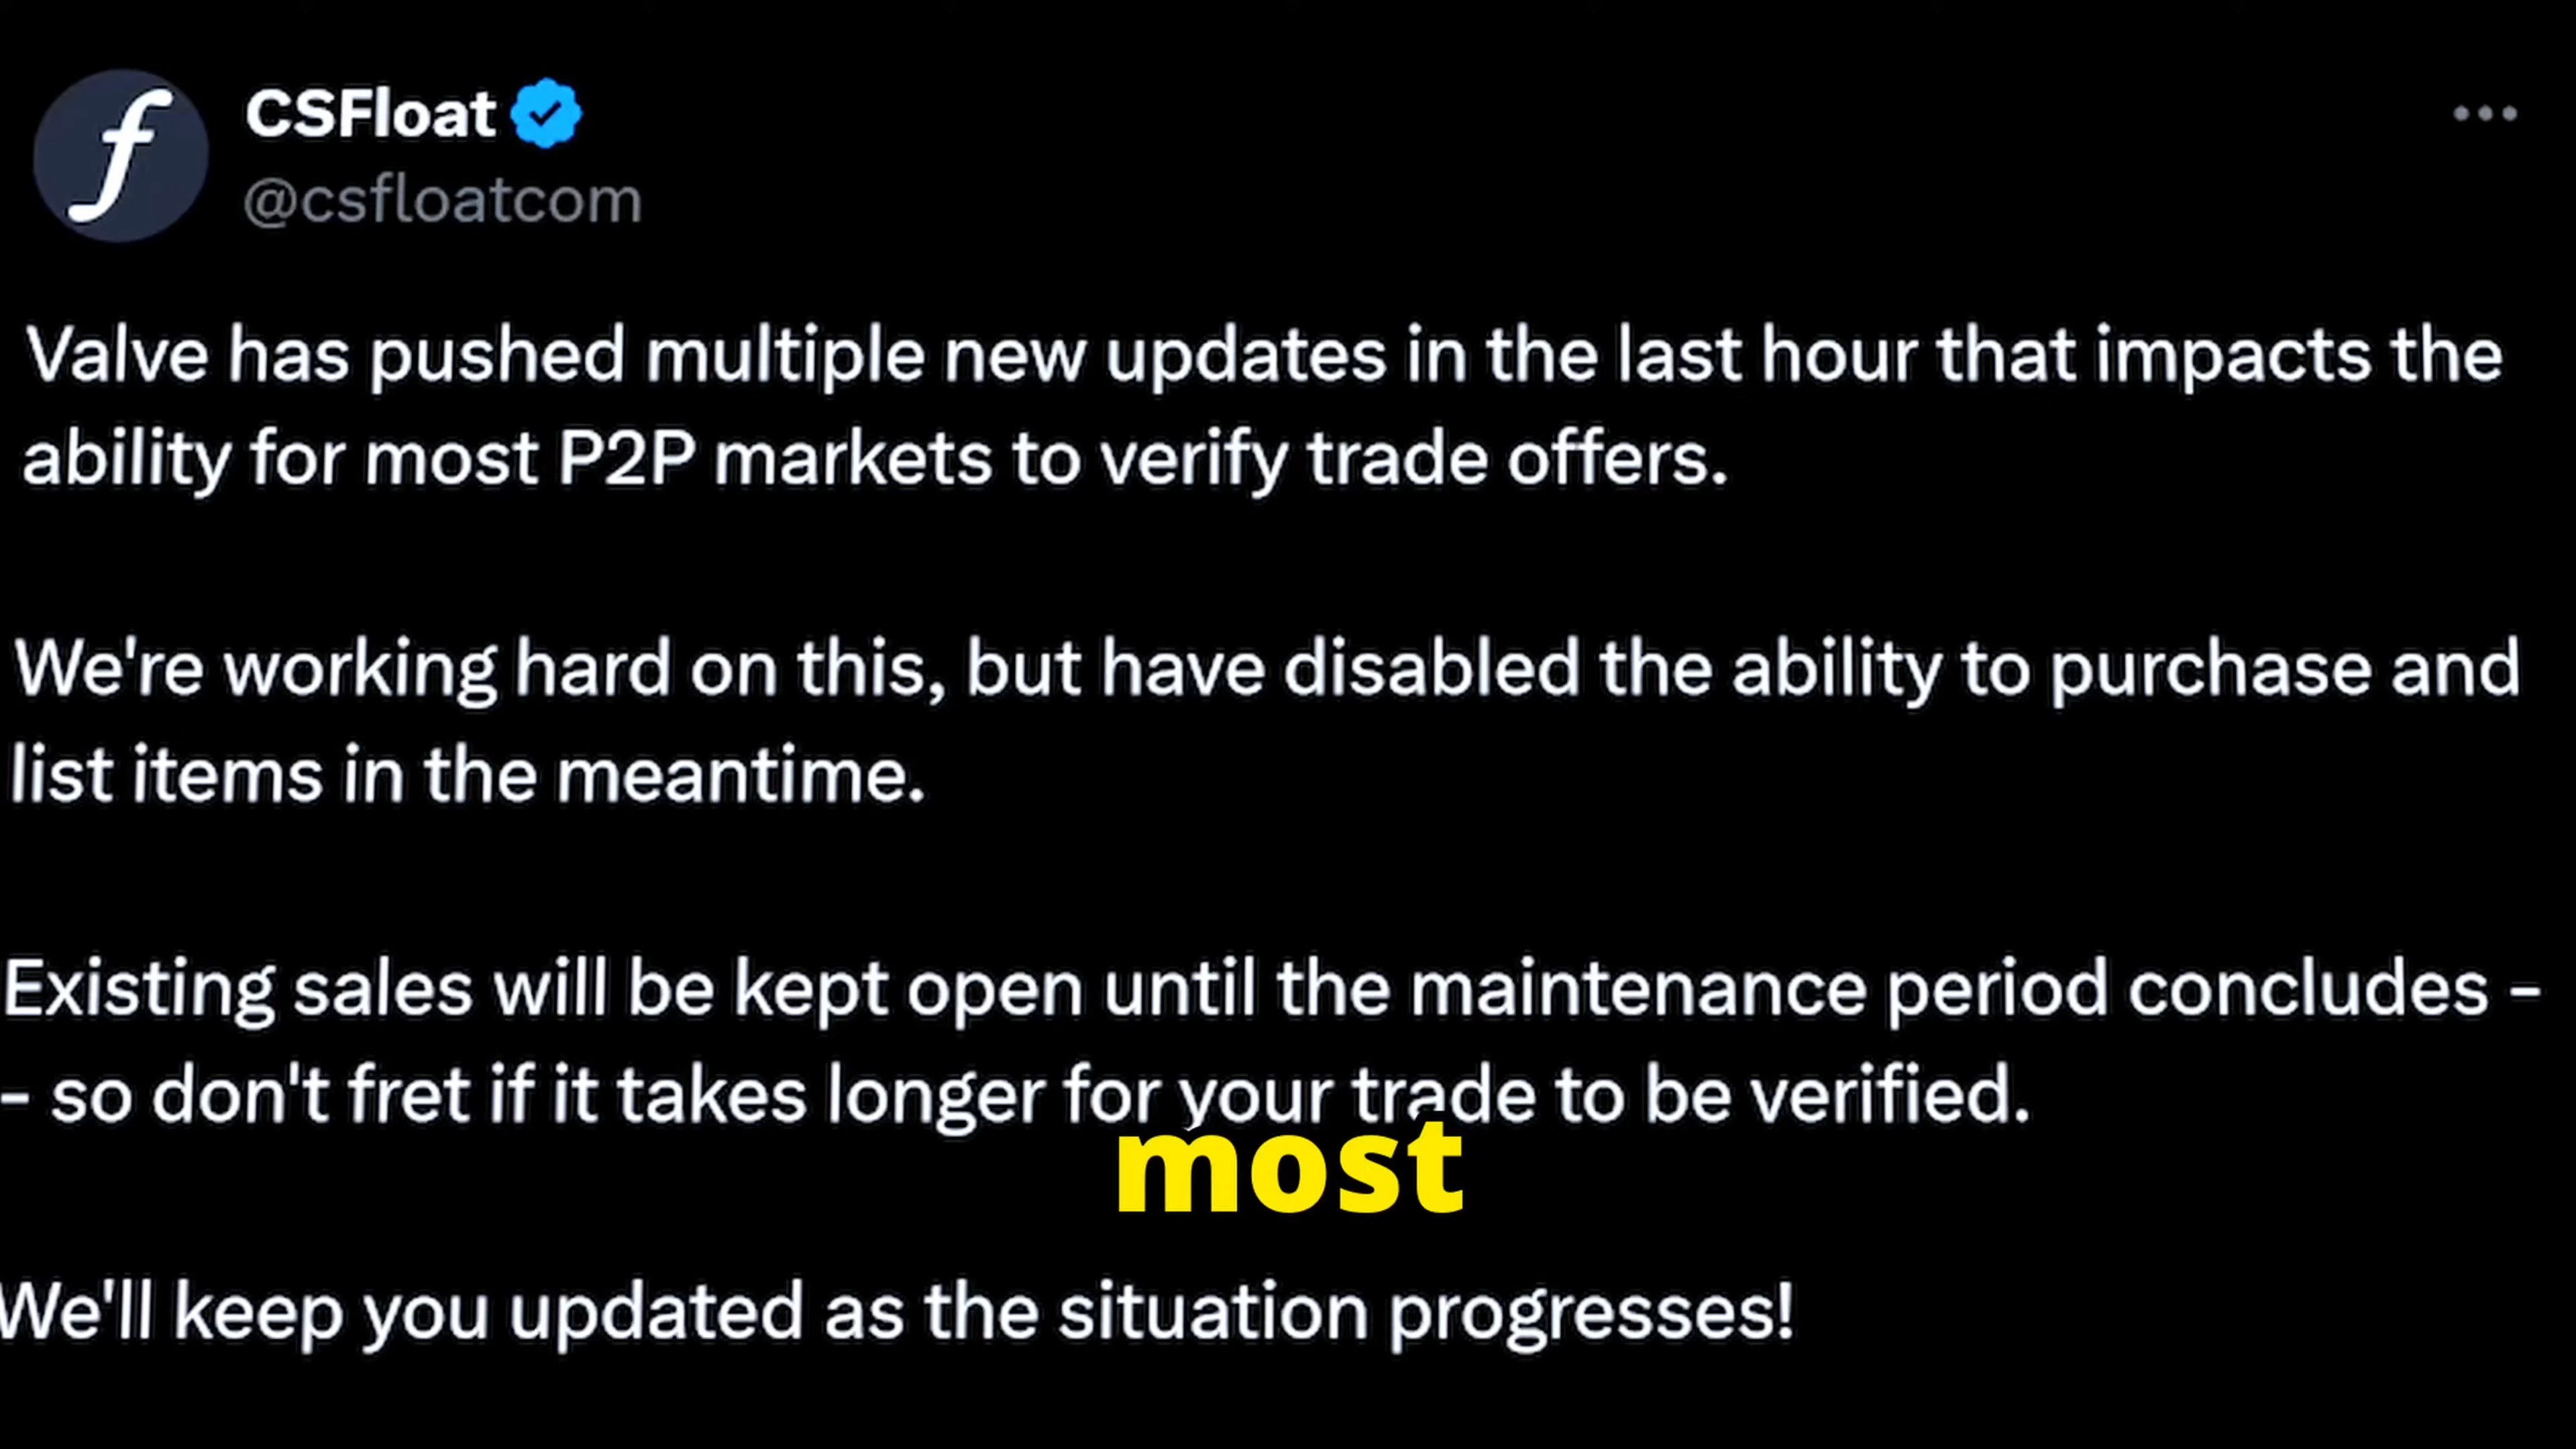 CSFloat
@csfloatcom
Valve has pushed multiple new updates in the last hour that impacts the
ability for most P2P markets to verify trade offers.
We're working hard on this, but have disabled the ability to purchase and
list items in the meantime.
Existing sales will be kept open until the maintenance period concludes -
- so don't fret if it takes longer for your trade to be verified.
most
We'll keep you updated as the situation progresses!